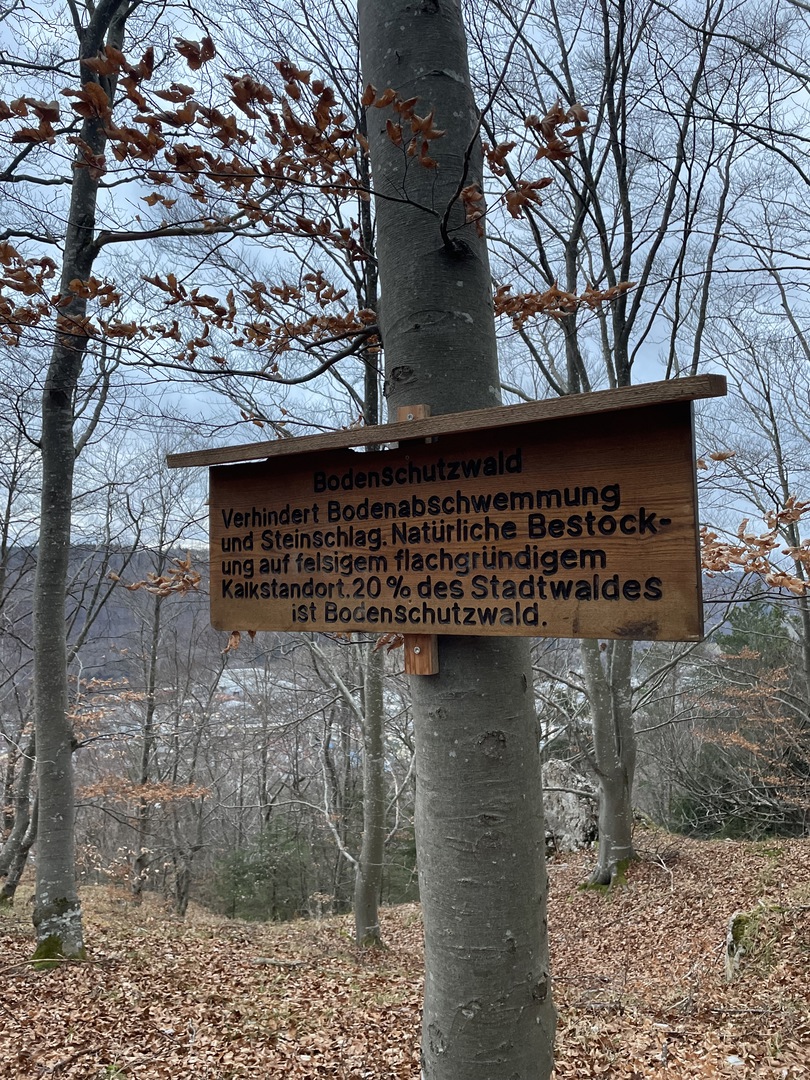 Bodenschutzwald
Verhindert Bodenabschwemmung
und Steinschlag. Natürliche Bestock-
ung auf felsigem flachgründigem
Kalkstandort. 20 % des Stadtwaldes
ist Bodenschutzwald.